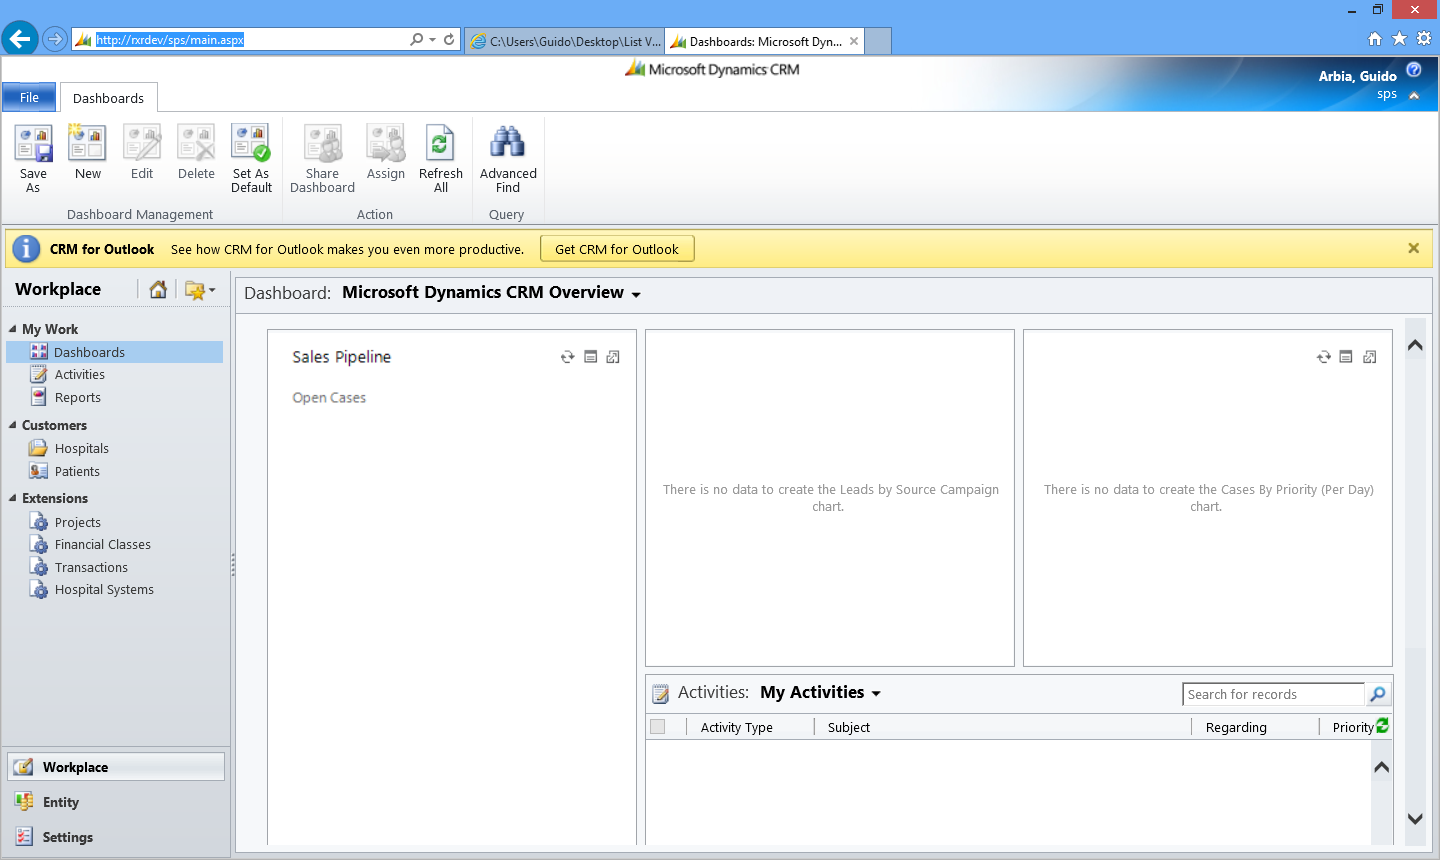 http://rxrdev/sps/main.aspx
C:\Users\Guido\Desktop\List V...
Dashboards: Microsoft Dyn...
Microsoft Dynamics CRM
Arbia, Guido
sps
File
Dashboards
Save As
New
Edit
Delete
Set As Default
Share Dashboard
Assign
Refresh All
Advanced Find
Dashboard Management
Action
Query
CRM for Outlook
See how CRM for Outlook makes you even more productive.
Get CRM for Outlook
Workplace
My Work
Dashboards
Activities
Reports
Customers
Hospitals
Patients
Extensions
Projects
Financial Classes
Transactions
Hospital Systems
Workplace
Entity
Settings
Dashboard: Microsoft Dynamics CRM Overview
Sales Pipeline
Open Cases
There is no data to create the Leads by Source Campaign
chart.
There is no data to create the Cases By Priority (Per Day)
chart.
Activities: My Activities
Search for records
Activity Type
Subject
Regarding
Priority